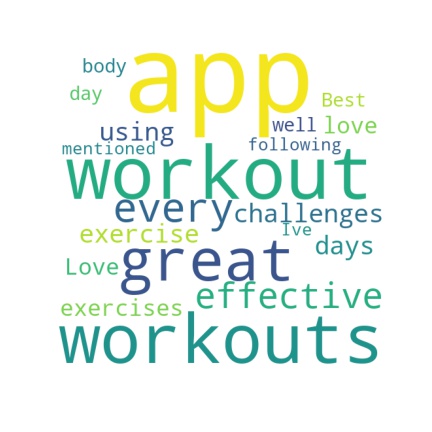 app
body
day
Best
using
well
love
mentioned
following
workout
every
challenges
Ive
exercise
days
great
Love
effective
exercises
workouts